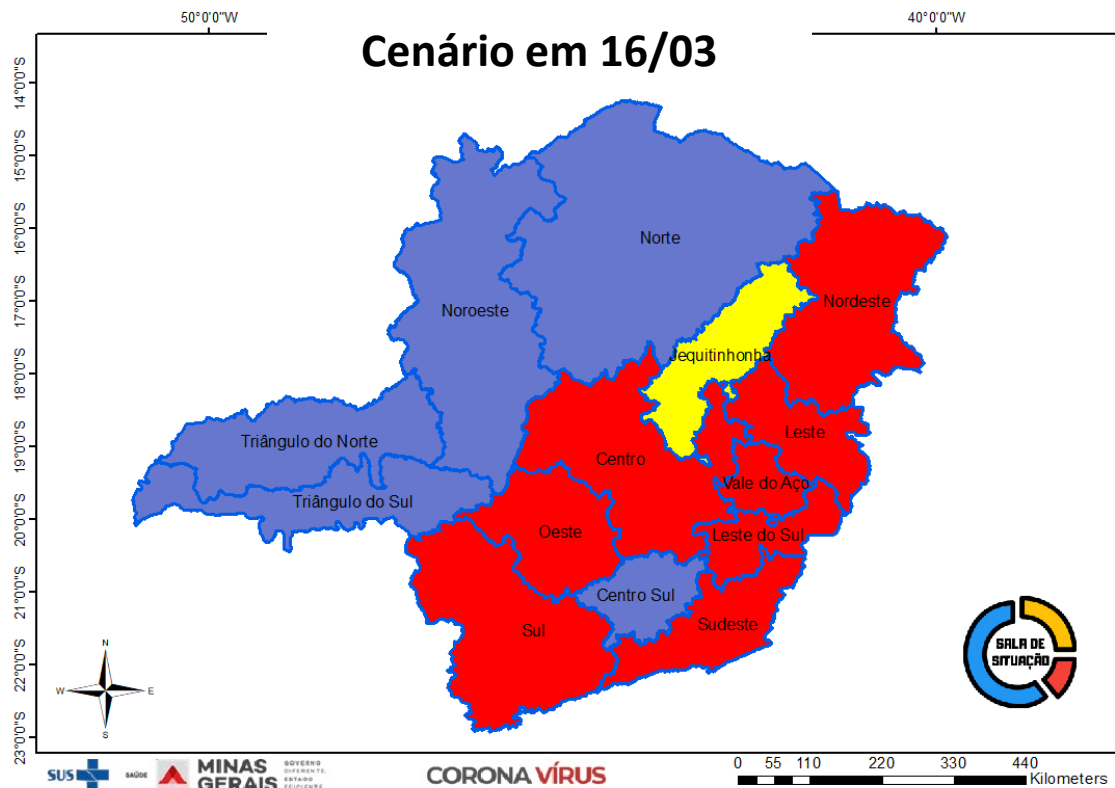 50°0'0"W
40°0'0"W
Cenário em 16/03
14°0'0"S
15°0'0"S
16°0'0"S
17°0'0"S
18°0'0"S
19°0'0"S
20°0'0"S
21°0'0"S
22°0'0"S
23°0'0"S
Norte
Noroeste
Nordeste
Jequitinhonha
Triângulo do Norte
Leste
Centro
Vale do Aço
Triângulo do Sul
Oeste
Leste do Sul
Centro Sul
Sul
Sudeste
SALA DE
SITUAÇÃO
N
W
E
S
SUS
SAÚDE
MINAS
GERAIS
GOVERNO
DIFERENTE.
ESTADO
EFICIENTE.
CORONA VÍRUS
0 55 110 220 330 440
Kilometers